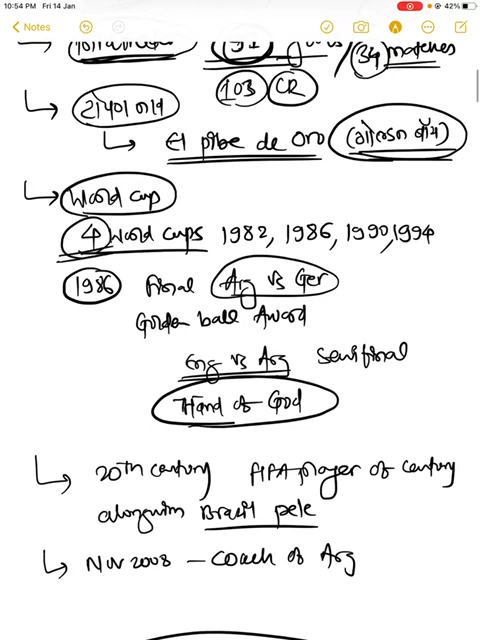 10:54 PM Fri 14 Jan 42%
Notes
91 34 matches
103 CR
टोपण नाव
El pibe de oro (गोल्डन बॉय)
World cup
4 World cups 1982, 1986, 1990, 1994
1986 Final Arg vs Ger
Golden ball Award
Eng vs Arg Semifinal
Hand of God
20th century FIFA player of century
Brazil pele
Nov 2008 – Coach of Arg